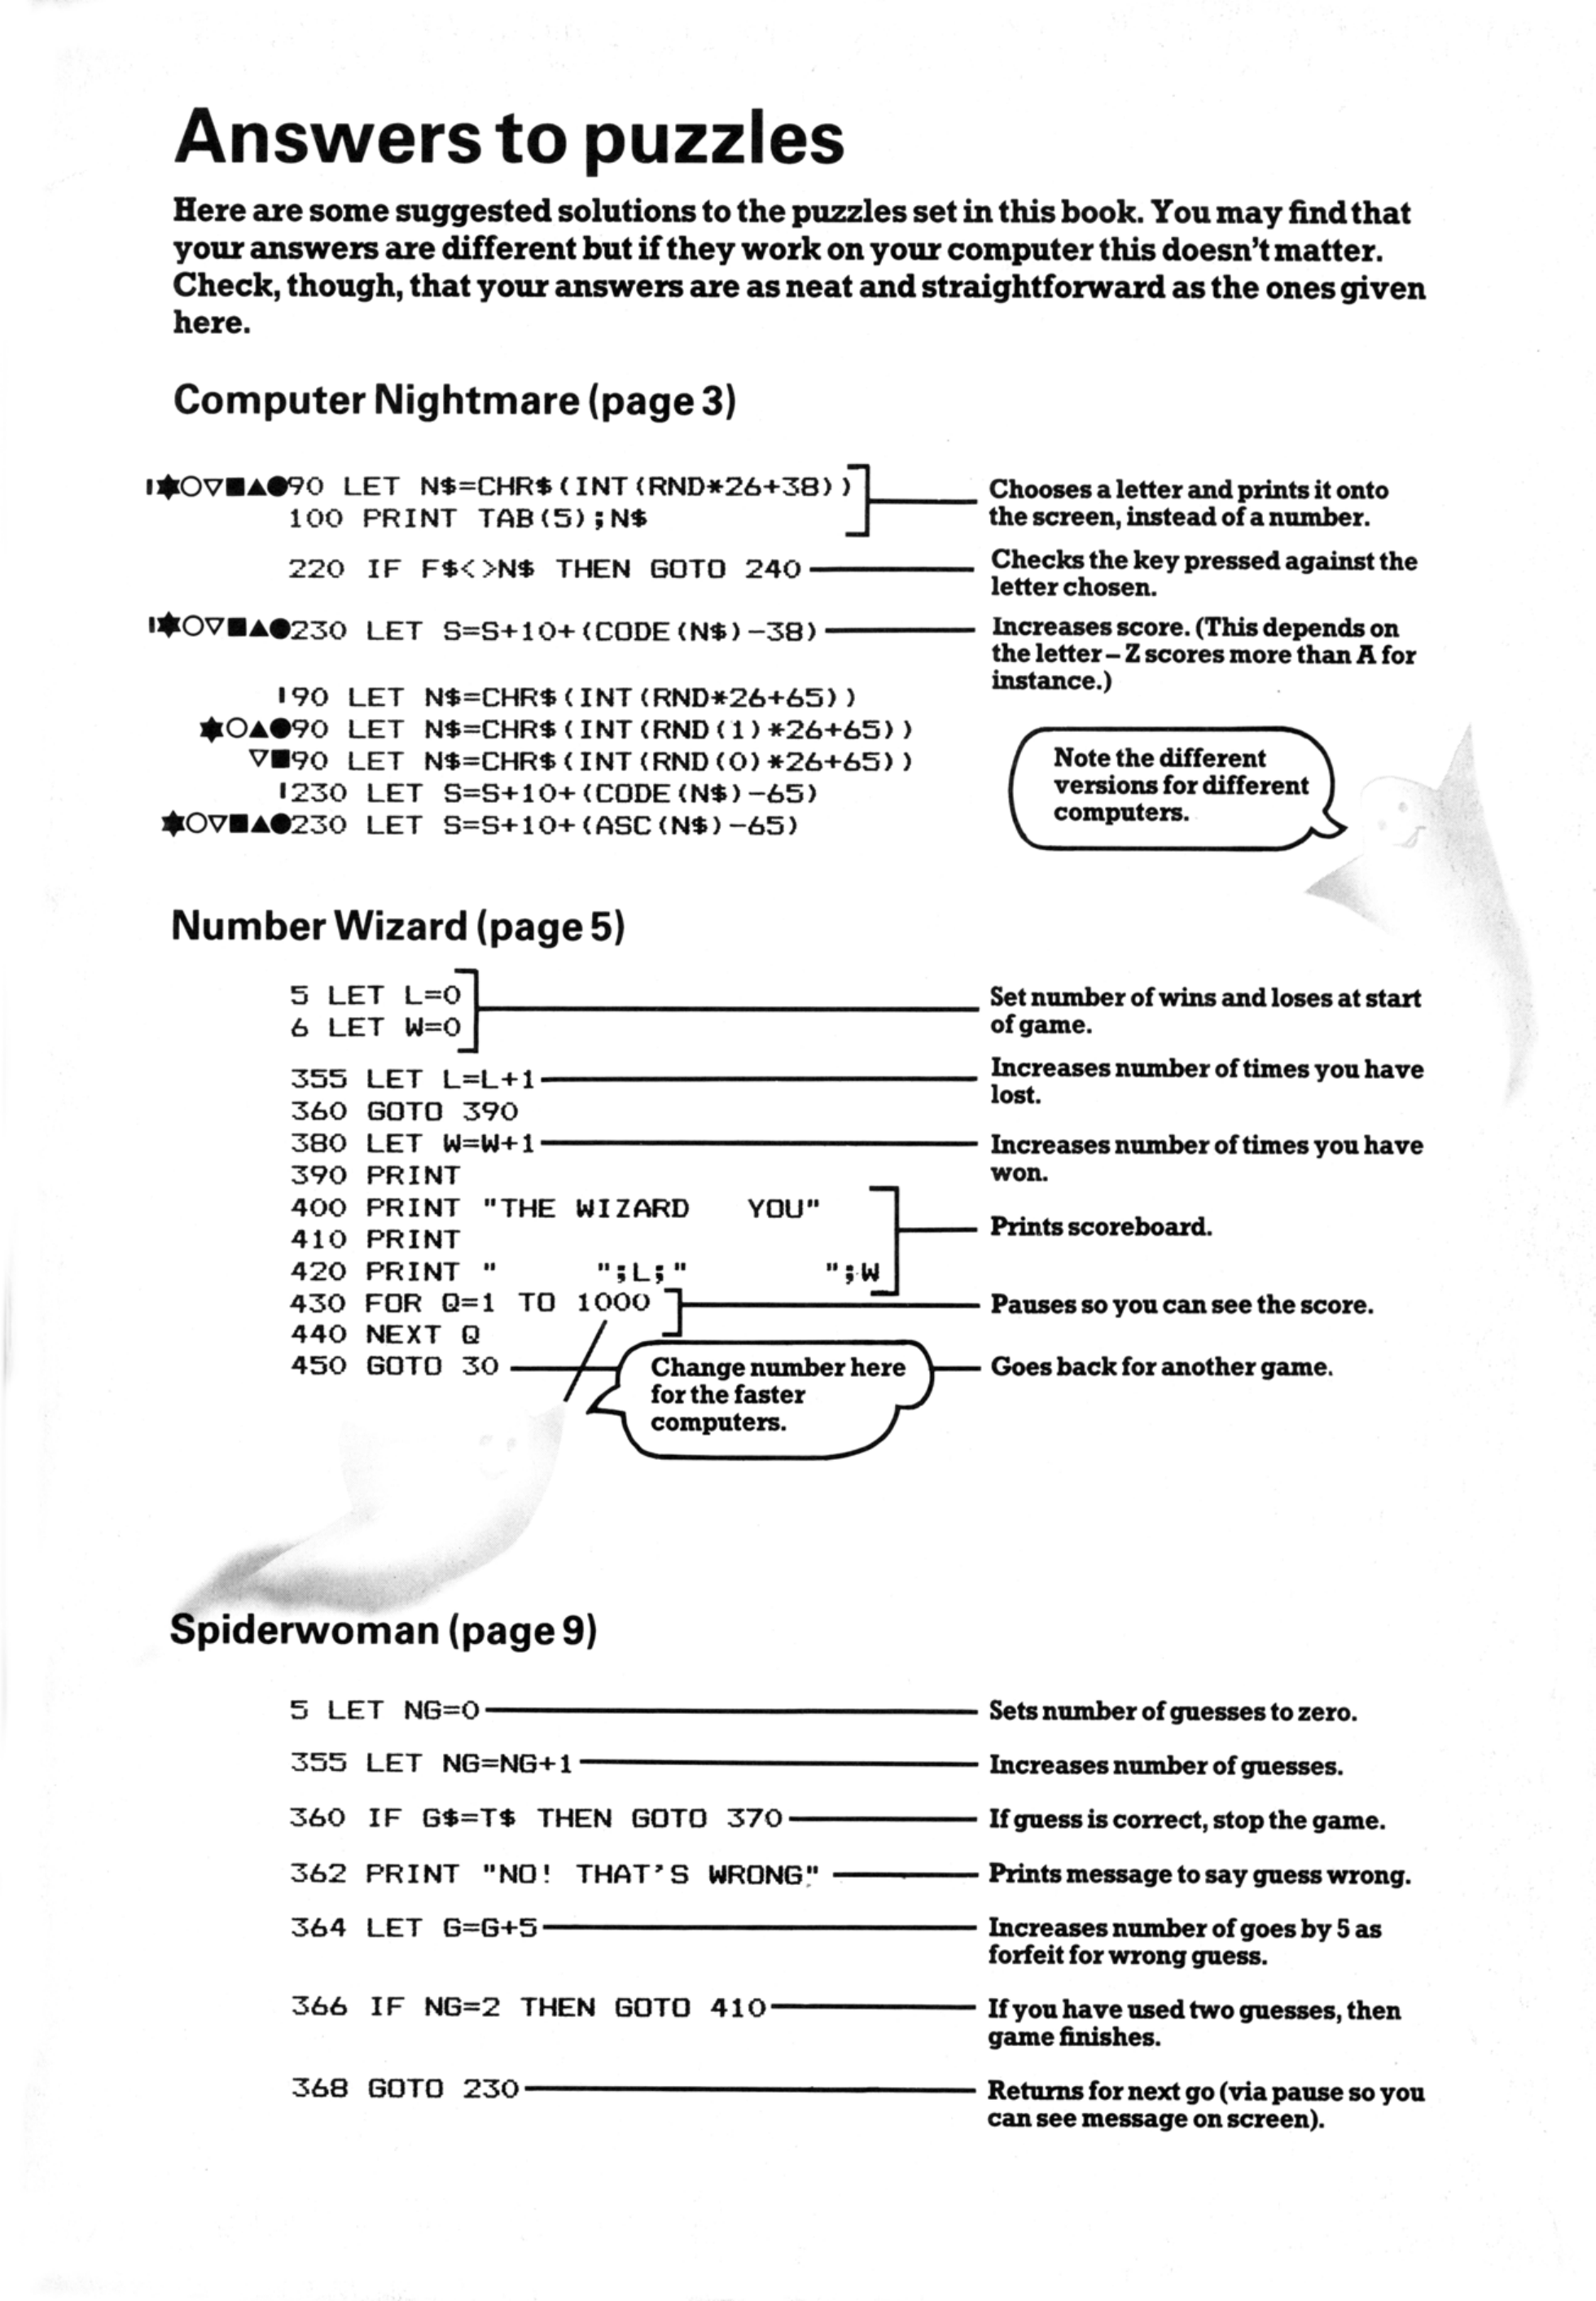 Answers to puzzles
Here are some suggested solutions to the puzzles set in this book. You may find that
your answers are different but if they work on your computer this doesn't matter.
Check, though, that your answers are as neat and straightforward as the ones given
here.
Computer Nightmare (page 3)
I✶○▽■▲●90 LET N$=CHR$(INT(RND*26+38))
100 PRINT TAB(5);N$
Chooses a letter and prints it onto
the screen, instead of a number.
220 IF F$<>N$ THEN GOTO 240
Checks the key pressed against the
letter chosen.
I✶○▽■▲●230 LET S=S+10+(CODE(N$)-38)
Increases score. (This depends on
the letter – Z scores more than A for
instance.)
I90 LET N$=CHR$(INT(RND*26+65))
✶○▲●90 LET N$=CHR$(INT(RND(1)*26+65))
▽■90 LET N$=CHR$(INT(RND(0)*26+65))
I230 LET S=S+10+(CODE(N$)-65)
✶○▽■▲●230 LET S=S+10+(ASC(N$)-65)
Note the different
versions for different
computers.
Number Wizard (page 5)
5 LET L=0
6 LET W=0
Set number of wins and loses at start
of game.
355 LET L=L+1
Increases number of times you have
lost.
360 GOTO 390
380 LET W=W+1
Increases number of times you have
won.
390 PRINT
400 PRINT "THE WIZARD   YOU"
410 PRINT
420 PRINT "     ";L;"       ";W
Prints scoreboard.
430 FOR Q=1 TO 1000
440 NEXT Q
Pauses so you can see the score.
450 GOTO 30
Goes back for another game.
Change number here
for the faster
computers.
Spiderwoman (page 9)
5 LET NG=0
Sets number of guesses to zero.
355 LET NG=NG+1
Increases number of guesses.
360 IF G$=T$ THEN GOTO 370
If guess is correct, stop the game.
362 PRINT "NO! THAT'S WRONG."
Prints message to say guess wrong.
364 LET G=G+5
Increases number of goes by 5 as
forfeit for wrong guess.
366 IF NG=2 THEN GOTO 410
If you have used two guesses, then
game finishes.
368 GOTO 230
Returns for next go (via pause so you
can see message on screen).